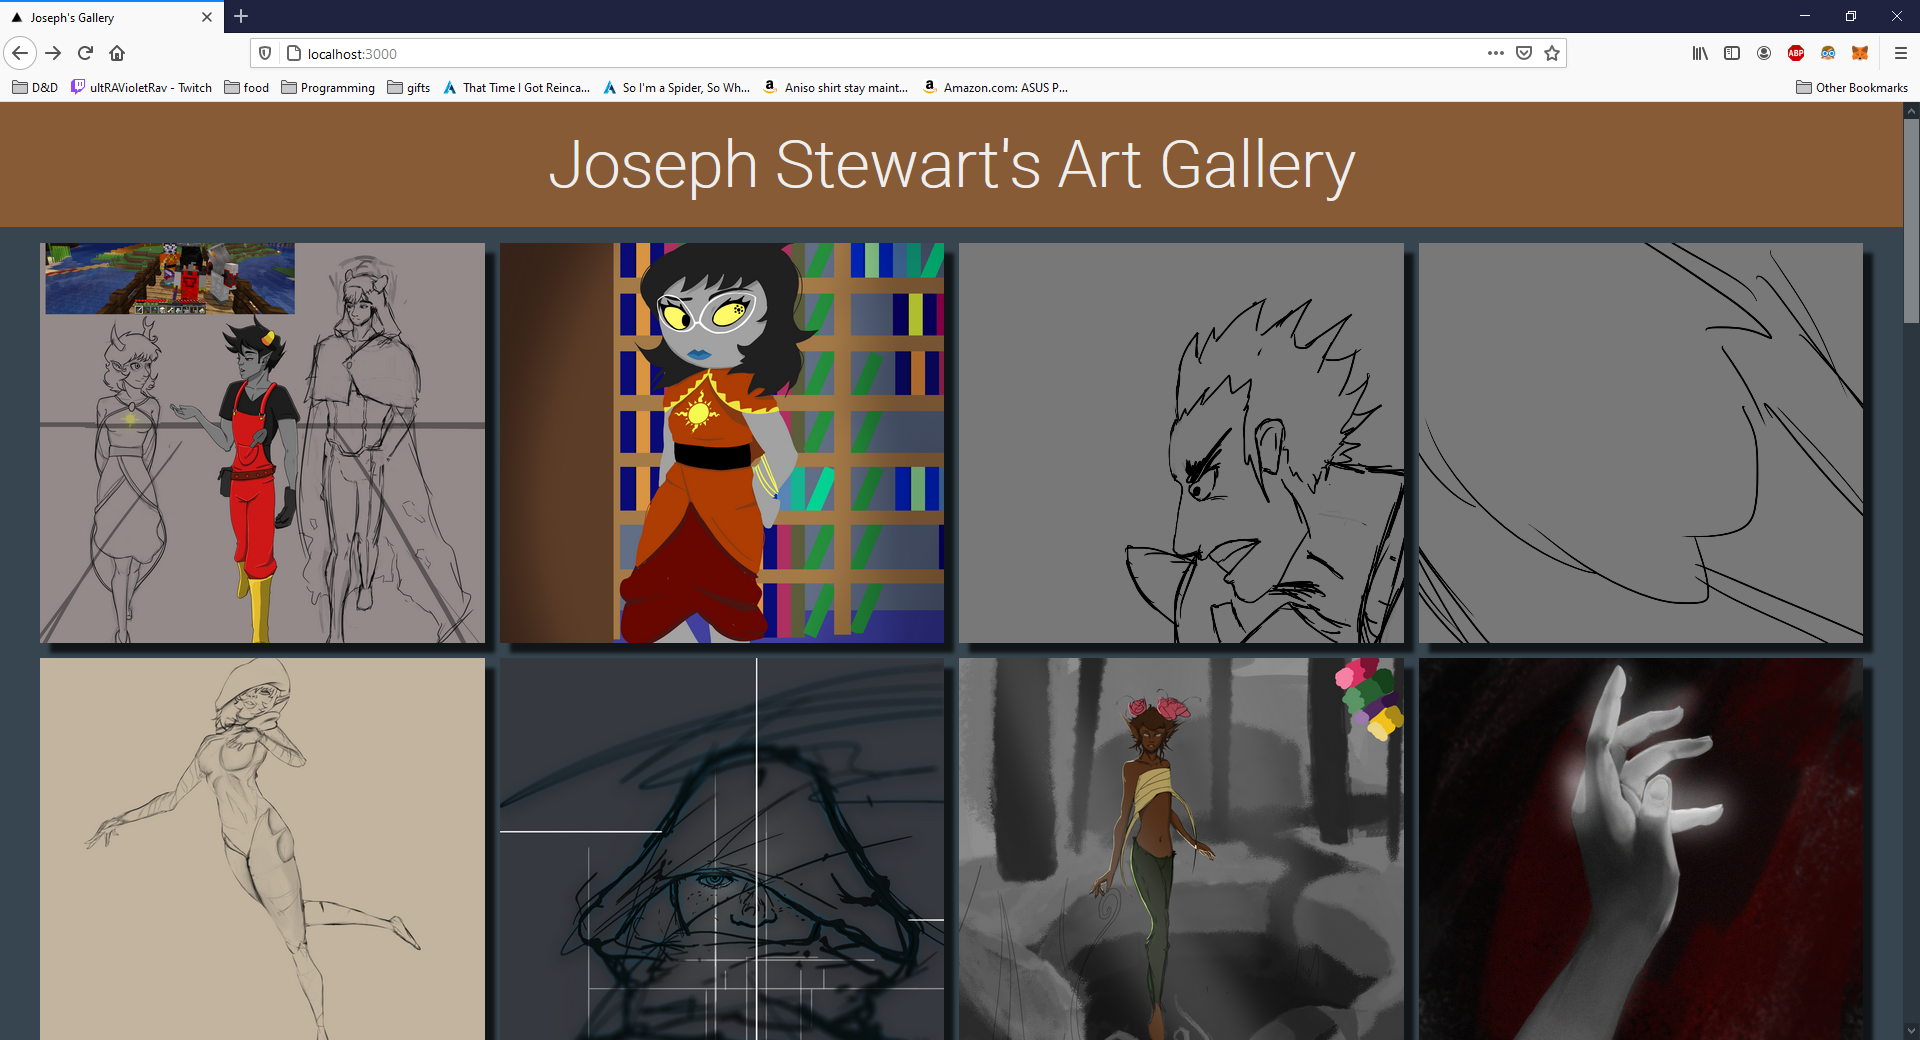 Joseph's Gallery
localhost:3000
ABP
D&D
ultRAVioletRav - Twitch
food
Programming
gifts
That Time I Got Reinca...
So I'm a Spider, So Wh...
Aniso shirt stay maint...
Amazon.com: ASUS P...
Other Bookmarks
Joseph Stewart's Art Gallery